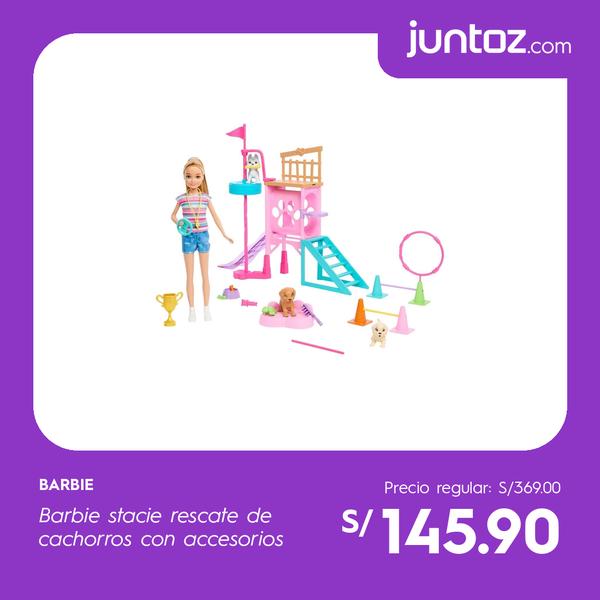 juntoz.com
BARBIE
Barbie stacie rescate de
cachorros con accesorios
Precio regular: S/369.00
S/145.90